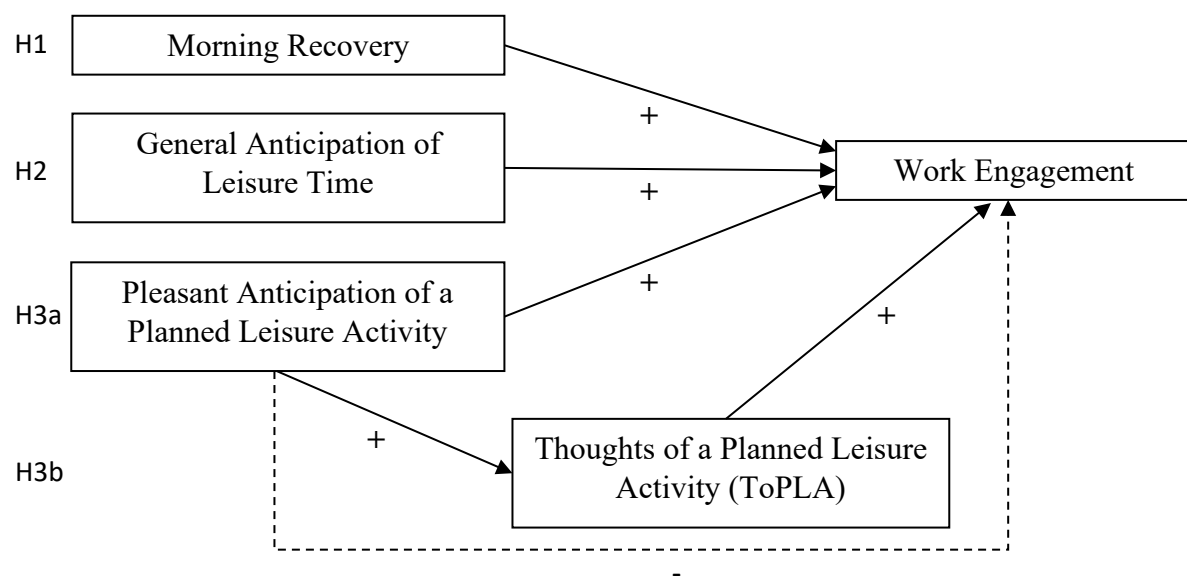 H1
Morning Recovery
+
H2
General Anticipation of
Leisure Time
+
Work Engagement
H3a
Pleasant Anticipation of a
Planned Leisure Activity
+
+
+
H3b
Thoughts of a Planned Leisure
Activity (ToPLA)
-